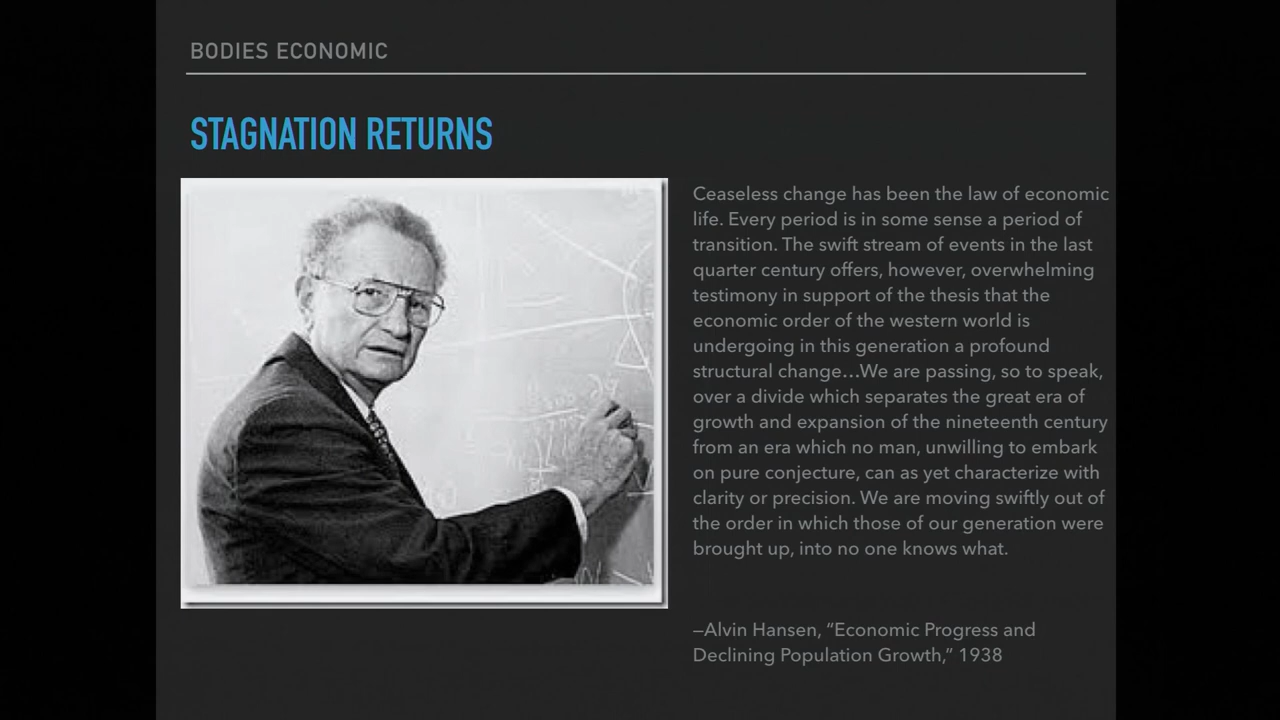 BODIES ECONOMIC
STAGNATION RETURNS
Ceaseless change has been the law of economic
life. Every period is in some sense a period of
transition. The swift stream of events in the last
quarter century offers, however, overwhelming
testimony in support of the thesis that the
economic order of the western world is
undergoing in this generation a profound
structural change…We are passing, so to speak,
over a divide which separates the great era of
growth and expansion of the nineteenth century
from an era which no man, unwilling to embark
on pure conjecture, can as yet characterize with
clarity or precision. We are moving swiftly out of
the order in which those of our generation were
brought up, into no one knows what.
—Alvin Hansen, “Economic Progress and
Declining Population Growth,” 1938